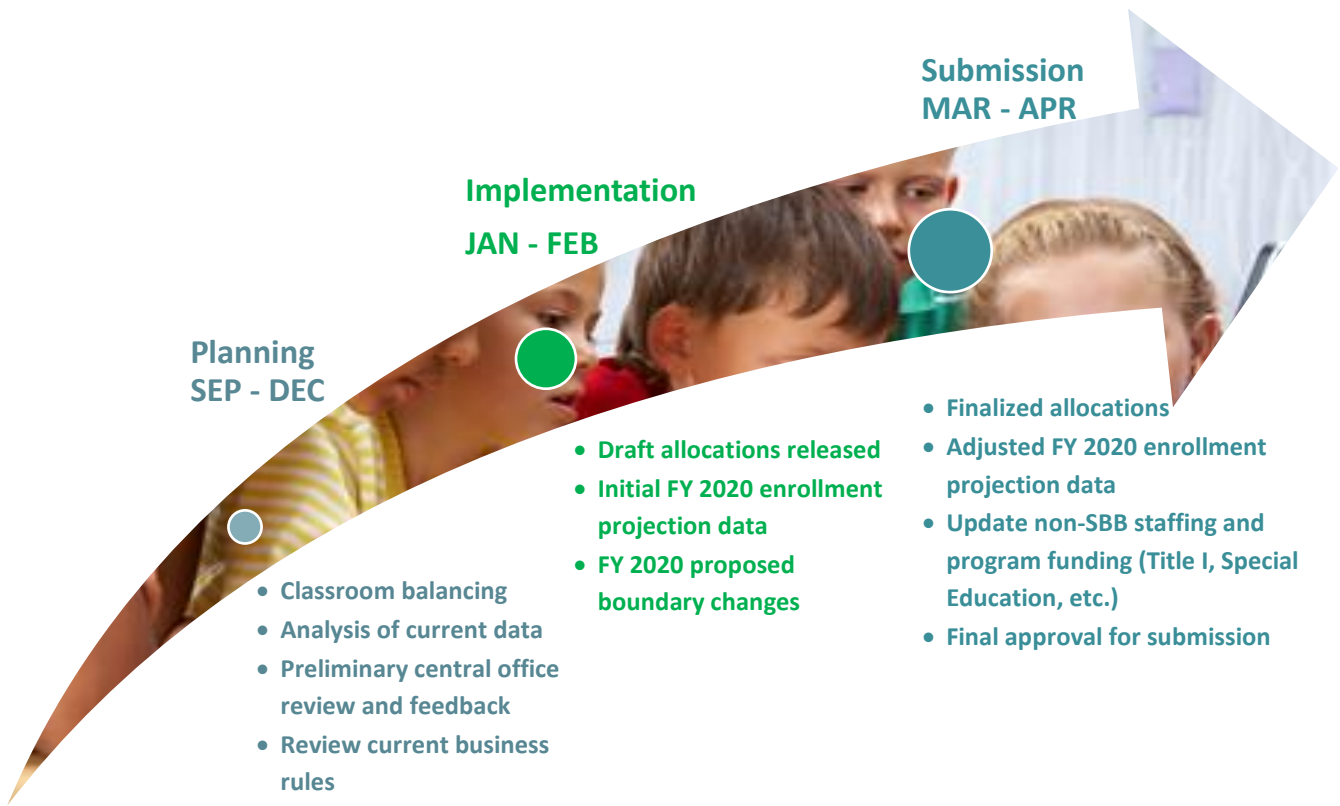 Planning
SEP - DEC
• Classroom balancing
• Analysis of current data
• Preliminary central office
review and feedback
• Review current business
rules
Implementation
JAN - FEB
• Draft allocations released
• Initial FY 2020 enrollment
projection data
• FY 2020 proposed
boundary changes
Submission
MAR - APR
• Finalized allocations
• Adjusted FY 2020 enrollment
projection data
• Update non-SBB staffing and
program funding (Title I, Special
Education, etc.)
• Final approval for submission